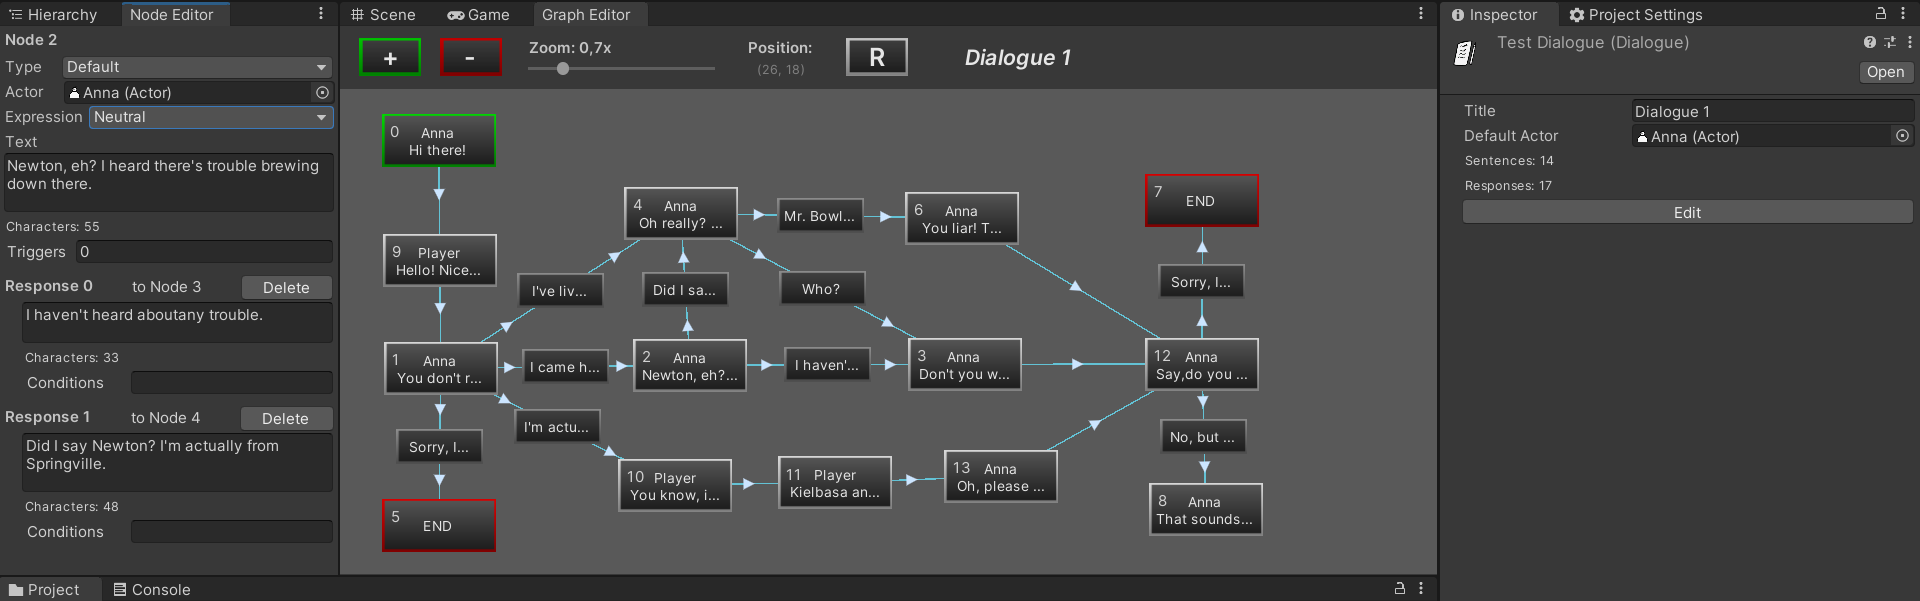 Hierarchy
Node Editor
Node 2
Type Default
Actor Anna (Actor)
Expression Neutral
Text
Newton, eh? I heard there's trouble brewing
down there.
Characters: 55
Triggers 0
Response 0 to Node 3 Delete
I haven't heard aboutany trouble.
Characters: 33
Conditions
Response 1 to Node 4 Delete
Did I say Newton? I'm actually from
Springville.
Characters: 48
Conditions
Scene
Game
Graph Editor
+
-
Zoom: 0,7x
Position:
(26, 18)
R
Dialogue 1
0 Anna
Hi there!
9 Player
Hello! Nice...
1 Anna
You don't r...
Sorry, I...
5 END
I've liv...
I came h...
I'm actu...
4 Anna
Oh really? ...
Did I sa...
2 Anna
Newton, eh?...
10 Player
You know, i...
Mr. Bowl...
Who?
I haven'...
11 Player
Kielbasa an...
6 Anna
You liar! T...
3 Anna
Don't you w...
13 Anna
Oh, please ...
7 END
Sorry, I...
12 Anna
Say,do you ...
No, but ...
8 Anna
That sounds...
Inspector
Project Settings
Test Dialogue (Dialogue)
Open
Title Dialogue 1
Default Actor Anna (Actor)
Sentences: 14
Responses: 17
Edit
Project
Console